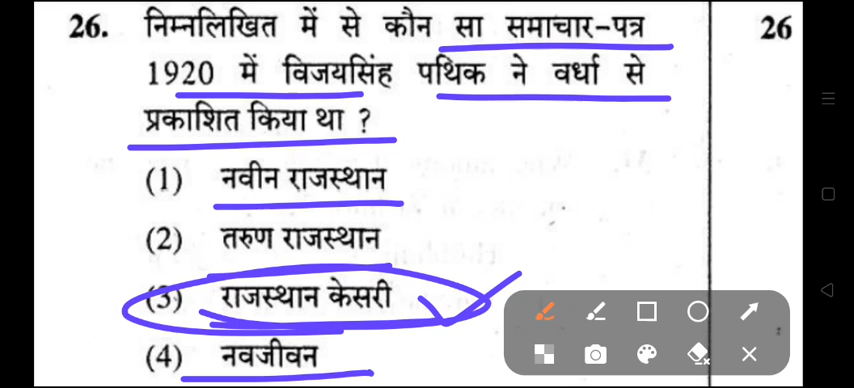 26. निम्नलिखित में से कौन सा समाचार-पत्र 26
1920 में विजयसिंह पथिक ने वर्धा से
प्रकाशित किया था ?
(1) नवीन राजस्थान
(2) तरुण राजस्थान
(3) राजस्थान केसरी
(4) नवजीवन